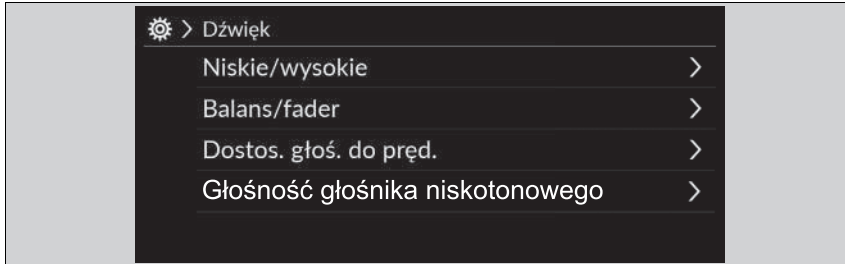 Dźwięk
Niskie/wysokie
Balans/fader
Dostos. głoś. do pręd.
Głośność głośnika niskotonowego